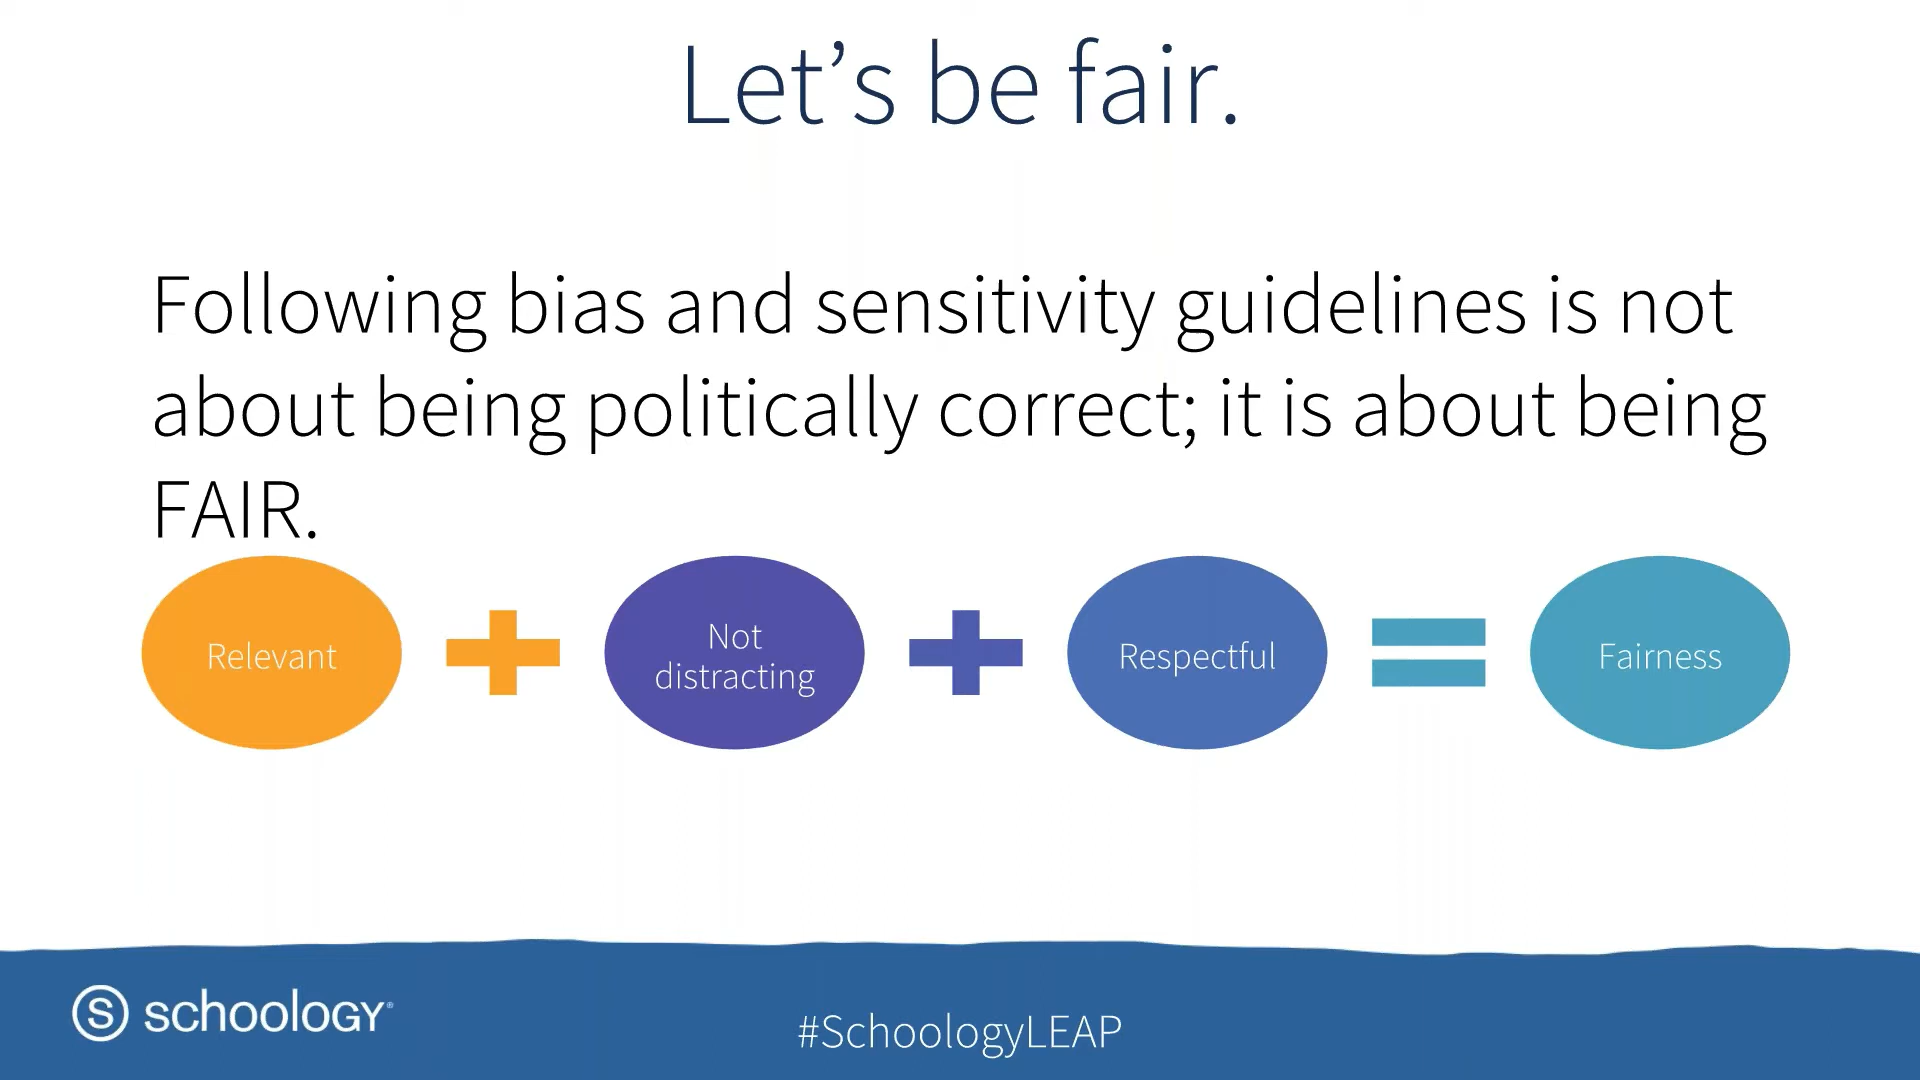 Let’s be fair.
Following bias and sensitivity guidelines is not
about being politically correct; it is about being
FAIR.
Relevant
Not
distracting
Respectful
Fairness
S schoology®
#SchoologyLEAP